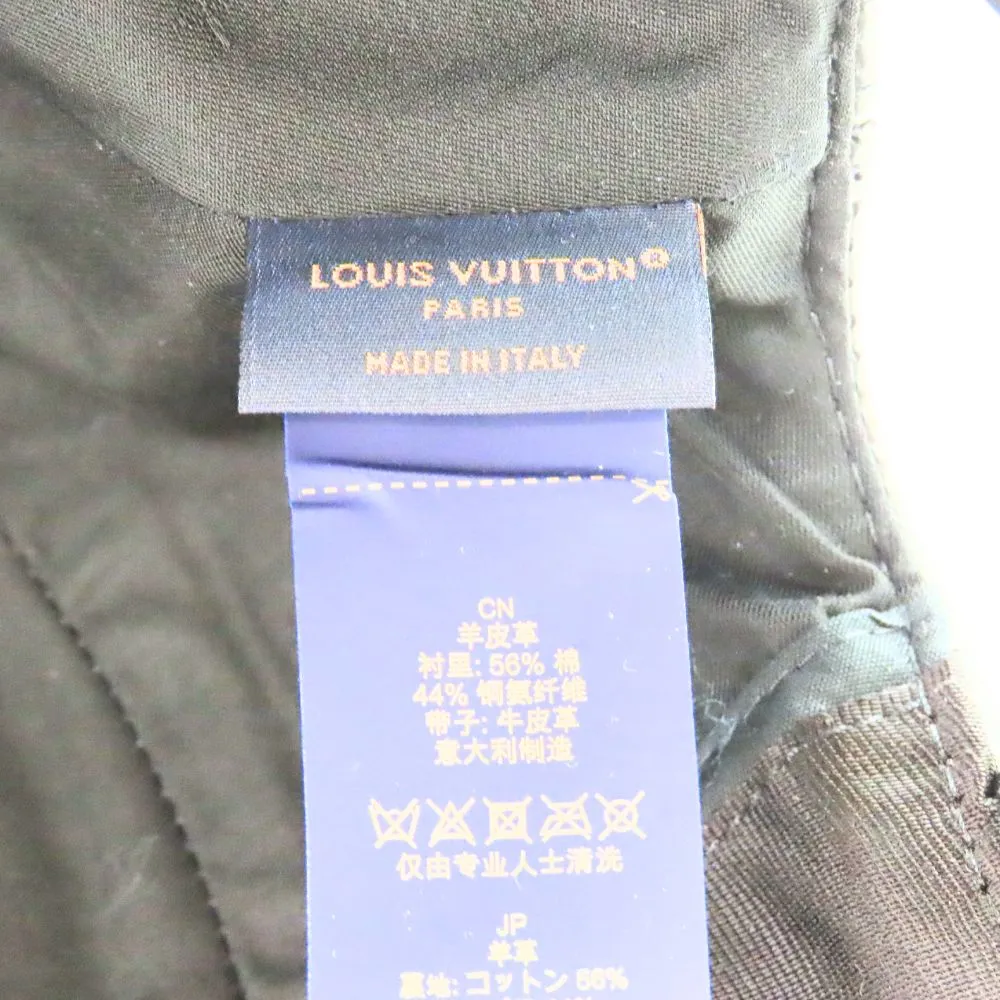 LOUIS VUITTON®
PARIS
MADE IN ITALY
CN
羊皮革
衬里: 56% 棉
44% 铜氨纤维
带子: 牛皮革
意大利制造
仅由专业人士清洗
JP
羊革
裏地: コットン 56%